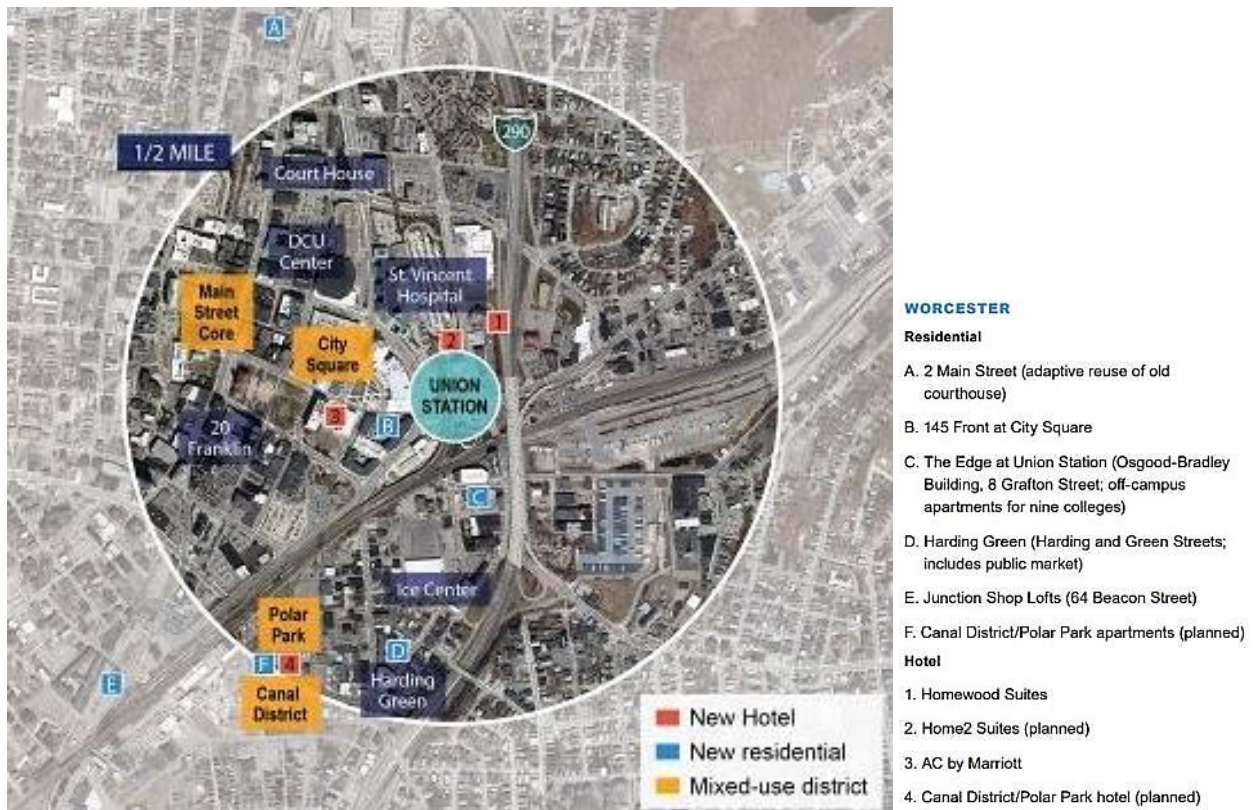 A
290
1/2 MILE
Court House
DCU
Center
St. Vincent
Hospital
Main
Street
Core
1
City
Square
2
UNION
STATION
3
B
20
Franklin
C
Ice Center
Polar
Park
D
F
4
E
Harding
Green
Canal
District
New Hotel
New residential
Mixed-use district
WORCESTER
Residential
A. 2 Main Street (adaptive reuse of old
courthouse)
B. 145 Front at City Square
C. The Edge at Union Station (Osgood-Bradley
Building, 8 Grafton Street; off-campus
apartments for nine colleges)
D. Harding Green (Harding and Green Streets;
includes public market)
E. Junction Shop Lofts (64 Beacon Street)
F. Canal District/Polar Park apartments (planned)
Hotel
1. Homewood Suites
2. Home2 Suites (planned)
3. AC by Marriott
4. Canal District/Polar Park hotel (planned)